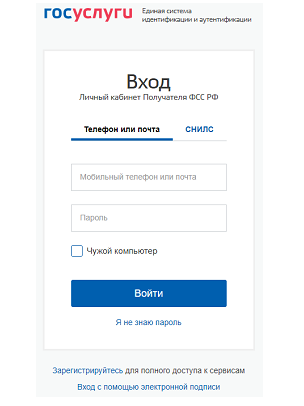 госуслуги
Единая система
идентификации и аутентификации
Вход
Личный кабинет Получателя ФСС РФ
Телефон или почта
СНИЛС
Мобильный телефон или почта
Пароль
Чужой компьютер
Войти
Я не знаю пароль
Зарегистрируйтесь для полного доступа к сервисам
Вход с помощью электронной подписи